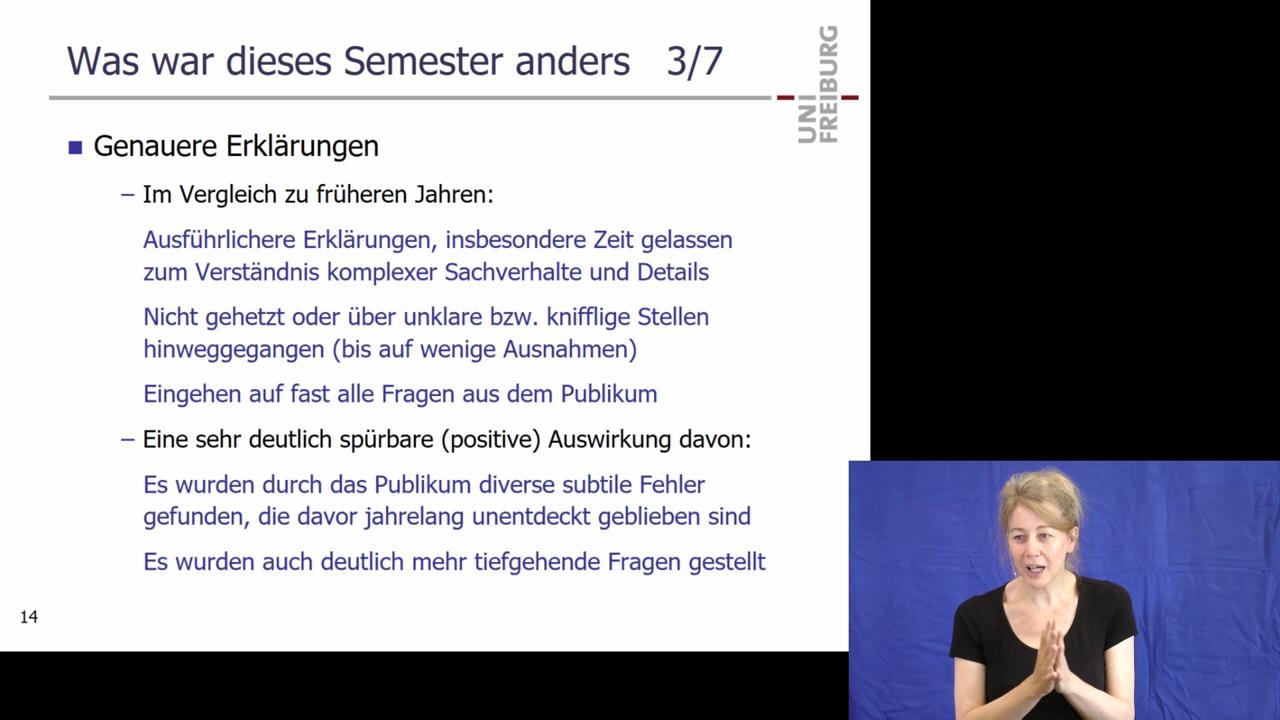 Was war dieses Semester anders 3/7
UNI
FREIBURG
■ Genauere Erklärungen
– Im Vergleich zu früheren Jahren:
Ausführlichere Erklärungen, insbesondere Zeit gelassen
zum Verständnis komplexer Sachverhalte und Details
Nicht gehetzt oder über unklare bzw. knifflige Stellen
hinweggegangen (bis auf wenige Ausnahmen)
Eingehen auf fast alle Fragen aus dem Publikum
– Eine sehr deutlich spürbare (positive) Auswirkung davon:
Es wurden durch das Publikum diverse subtile Fehler
gefunden, die davor jahrelang unentdeckt geblieben sind
Es wurden auch deutlich mehr tiefgehende Fragen gestellt
14